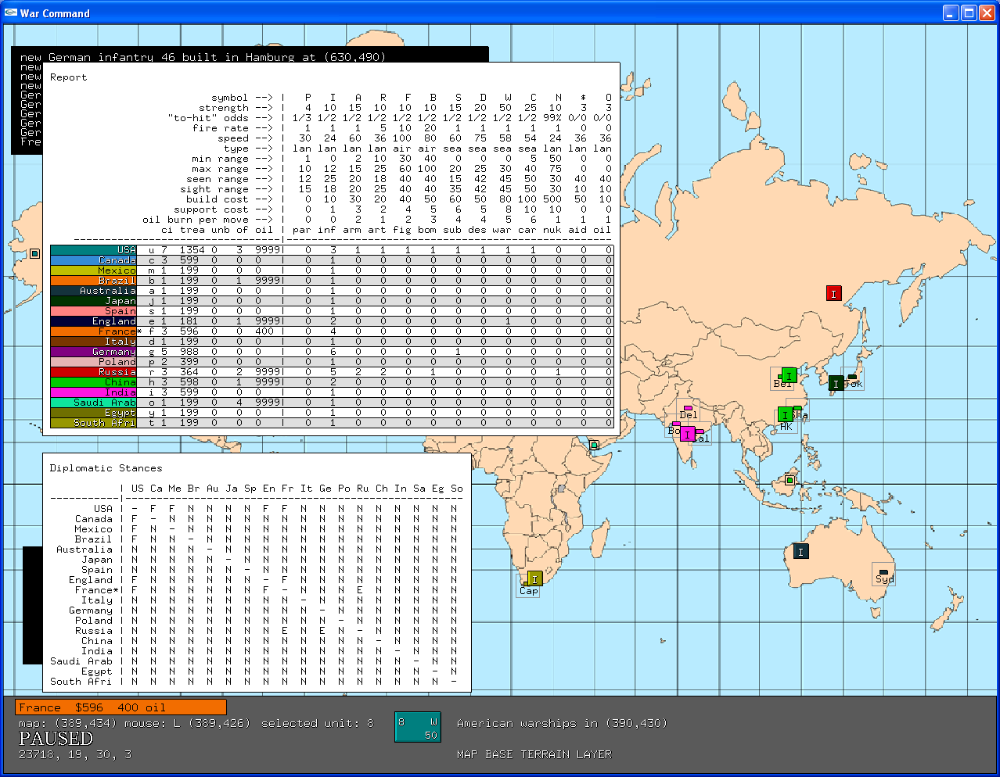 War Command
new German infantry 46 built in Hamburg at (630,490)
new
new
new
Ger
Ger
Ger
Ger
Ger
Fre
Report
symbol --> | P I A R F B S D W C N $ O
strength --> | 4 10 15 10 10 10 15 20 50 25 10 3 3
"to-hit" odds --> | 1/3 1/2 1/2 1/2 1/2 1/2 1/2 1/2 1/2 1/2 99% 0/0 0/0
fire rate --> | 1 1 1 5 10 20 1 1 1 1 1 0 0
speed --> | 30 24 60 36 100 80 60 75 58 54 24 36 36
type --> | lan lan lan lan air air sea sea sea sea lan lan lan
min range --> | 1 0 2 10 30 40 0 0 0 5 50 0 0
max range --> | 10 12 15 25 60 100 20 25 30 40 75 0 0
seen range --> | 12 25 20 18 40 40 15 42 45 50 30 40 40
sight range --> | 15 18 20 25 40 40 35 42 45 50 30 10 10
build cost --> | 0 10 30 20 40 50 60 50 80 100 500 50 10
support cost --> | 0 1 3 2 4 5 6 5 8 10 10 0 0
oil burn per move --> | 0 0 2 1 2 3 4 4 5 6 1 1 1
ci trea unb of oil | par inf arm art fig bom sub des war car nuk aid oil
USA u 7 1354 0 3 9999| 0 3 1 1 1 1 1 1 1 1 0 0 0
Canada c 3 599 0 0 0 | 0 1 0 0 0 0 0 0 0 0 0 0 0
Mexico m 1 199 0 0 0 | 0 1 0 0 0 0 0 0 0 0 0 0 0
Brazil b 1 199 0 1 9999| 0 1 0 0 0 0 0 0 0 0 0 0 0
Australia a 1 199 0 0 0 | 0 1 0 0 0 0 0 0 0 0 0 0 0
Japan j 1 199 0 0 0 | 0 1 0 0 0 0 0 0 0 0 0 0 0
Spain s 1 199 0 0 0 | 0 1 0 0 0 0 0 0 0 0 0 0 0
England e 1 181 0 1 9999| 0 2 0 0 0 0 0 0 1 0 0 0 0
France* f 3 596 0 0 400 | 0 4 0 0 0 0 0 0 0 0 0 0 0
Italy d 1 199 0 0 0 | 0 1 0 0 0 0 0 0 0 0 0 0 0
Germany g 5 988 0 0 0 | 0 6 0 0 0 0 1 0 0 0 0 0 0
Poland p 2 399 0 0 0 | 0 1 0 0 0 0 0 0 0 0 0 0 0
Russia r 3 364 0 2 9999| 0 5 2 2 0 1 0 0 0 0 1 0 0
China h 3 598 0 1 9999| 0 2 0 0 0 0 0 0 0 0 0 0 0
India i 3 599 0 0 0 | 0 1 0 0 0 0 0 0 0 0 0 0 0
Saudi Arab o 1 199 0 4 9999| 0 1 0 0 0 0 0 0 0 0 0 0 0
Egypt y 1 199 0 0 0 | 0 1 0 0 0 0 0 0 0 0 0 0 0
South Afri t 1 199 0 0 0 | 0 1 0 0 0 0 0 0 0 0 0 0 0
I
I
Bei
I
Tok
Del
I
Sha
HK
Bo
I
Cal
I
Syd
I
Cap
Diplomatic Stances
| US Ca Me Br Au Ja Sp En Fr It Ge Po Ru Ch In Sa Eg So
USA | - F F N N N N F F N N N N N N N N N
Canada | F - N N N N N N N N N N N N N N N N
Mexico | F N - N N N N N N N N N N N N N N N
Brazil | F N N - N N N N N N N N N N N N N N
Australia | N N N N - N N N N N N N N N N N N N
Japan | N N N N N - N N N N N N N N N N N N
Spain | N N N N N N - N N N N N N N N N N N
England | F N N N N N N - F N N N N N N N N N
France*| F N N N N N N F - N N N E N N N N N
Italy | N N N N N N N N N - N N N N N N N N
Germany | N N N N N N N N N N - N N N N N N N
Poland | N N N N N N N N N N N - N N N N N N
Russia | N N N N N N N N E N E N - N N N N N
China | N N N N N N N N N N N N N - N N N N
India | N N N N N N N N N N N N N N - N N N
Saudi Arab | N N N N N N N N N N N N N N N - N N
Egypt | N N N N N N N N N N N N N N N N - N
South Afri | N N N N N N N N N N N N N N N N N -
France $596 400 oil
map: (389,434) mouse: L (389,426) selected unit: 8
8 W
50
American warships in (390,430)
PAUSED
23718, 19, 30, 3
MAP BASE TERRAIN LAYER